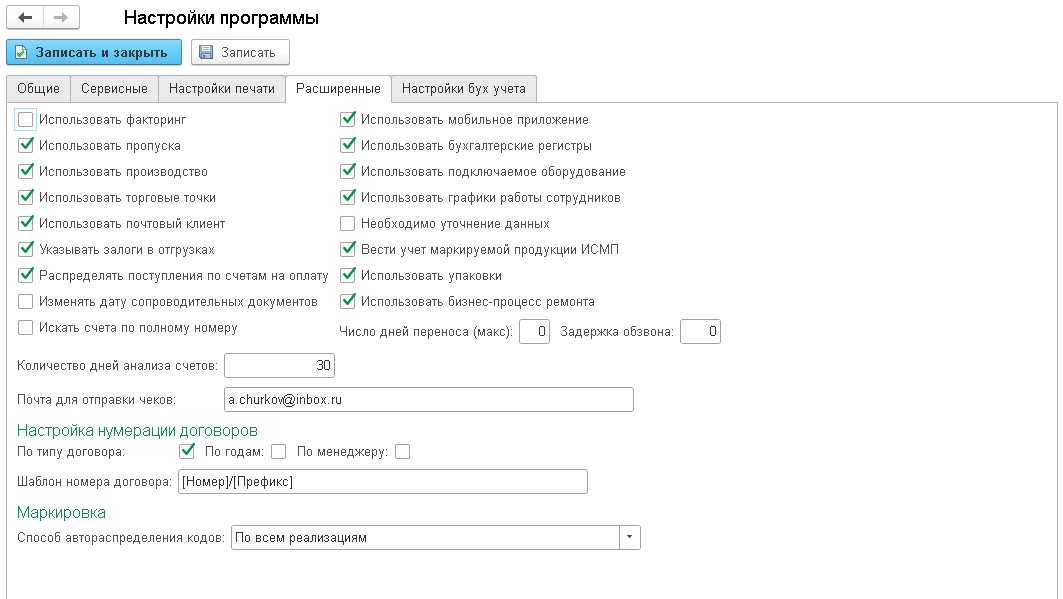 Настройки программы
Записать и закрыть Записать
Общие Сервисные Настройки печати Расширенные Настройки бух учета
Использовать факторинг Использовать мобильное приложение
Использовать пропуска Использовать бухгалтерские регистры
Использовать производство Использовать подключаемое оборудование
Использовать торговые точки Использовать графики работы сотрудников
Использовать почтовый клиент Необходимо уточнение данных
Указывать залоги в отгрузках Вести учет маркируемой продукции ИСМП
Распределять поступления по счетам на оплату Использовать упаковки
Изменять дату сопроводительных документов Использовать бизнес-процесс ремонта
Искать счета по полному номеру Число дней переноса (макс): 0 Задержка обзвона: 0
Количество дней анализа счетов: 30
Почта для отправки чеков: a.churkov@inbox.ru
Настройка нумерации договоров
По типу договора: По годам: По менеджеру:
Шаблон номера договора: [Номер]/[Префикс]
Маркировка
Способ автораспределения кодов: По всем реализациям